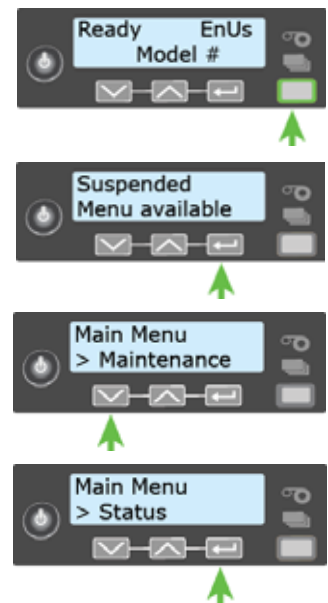 Ready EnUs
Model #
Suspended
Menu available
Main Menu
> Maintenance
Main Menu
> Status